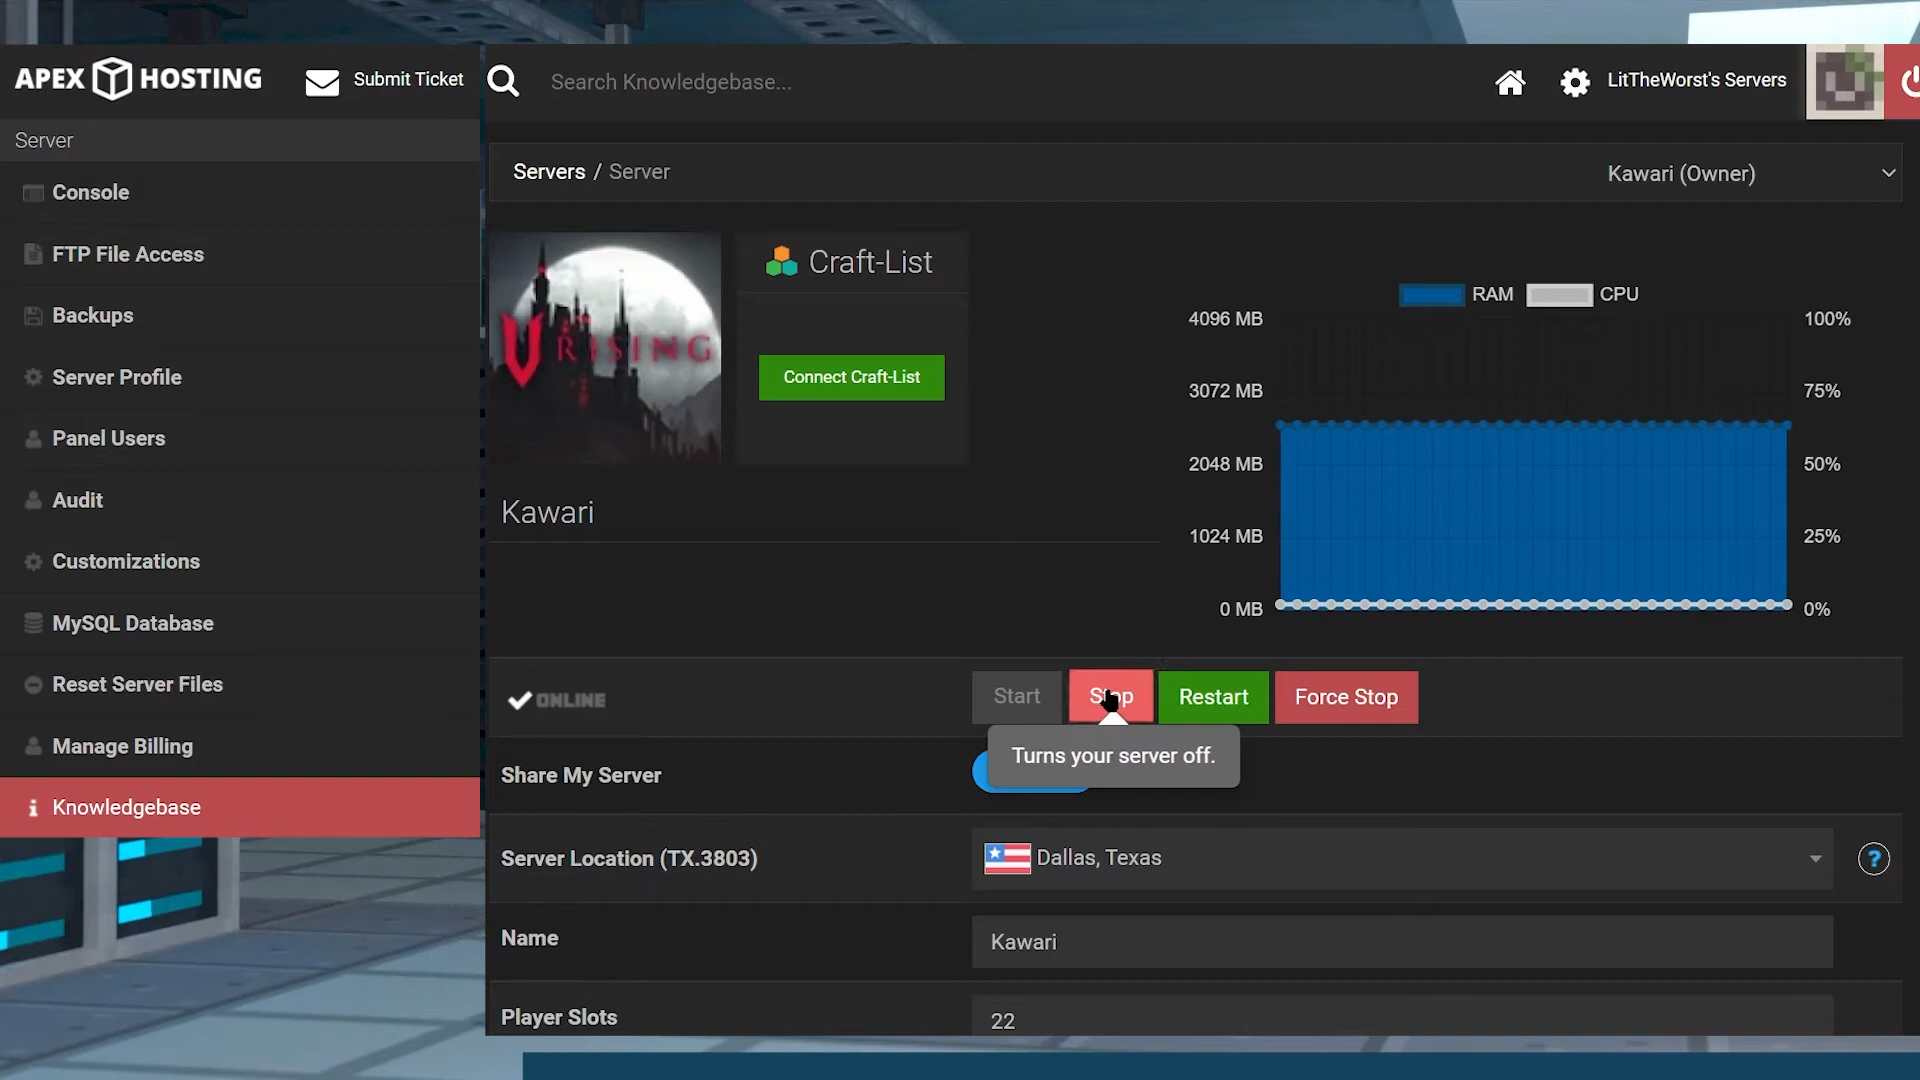 APEX HOSTING
Submit Ticket
Search Knowledgebase...
LitTheWorst's Servers
Server
Console
FTP File Access
Backups
Server Profile
Panel Users
Audit
Customizations
MySQL Database
Reset Server Files
Manage Billing
Knowledgebase
Servers / Server
Kawari (Owner)
V RISING
Craft-List
Connect Craft-List
Kawari
RAM CPU
4096 MB 100%
3072 MB 75%
2048 MB 50%
1024 MB 25%
0 MB 0%
ONLINE
Start Stop Restart Force Stop
Turns your server off.
Share My Server
Server Location (TX.3803) Dallas, Texas ?
Name Kawari
Player Slots 22